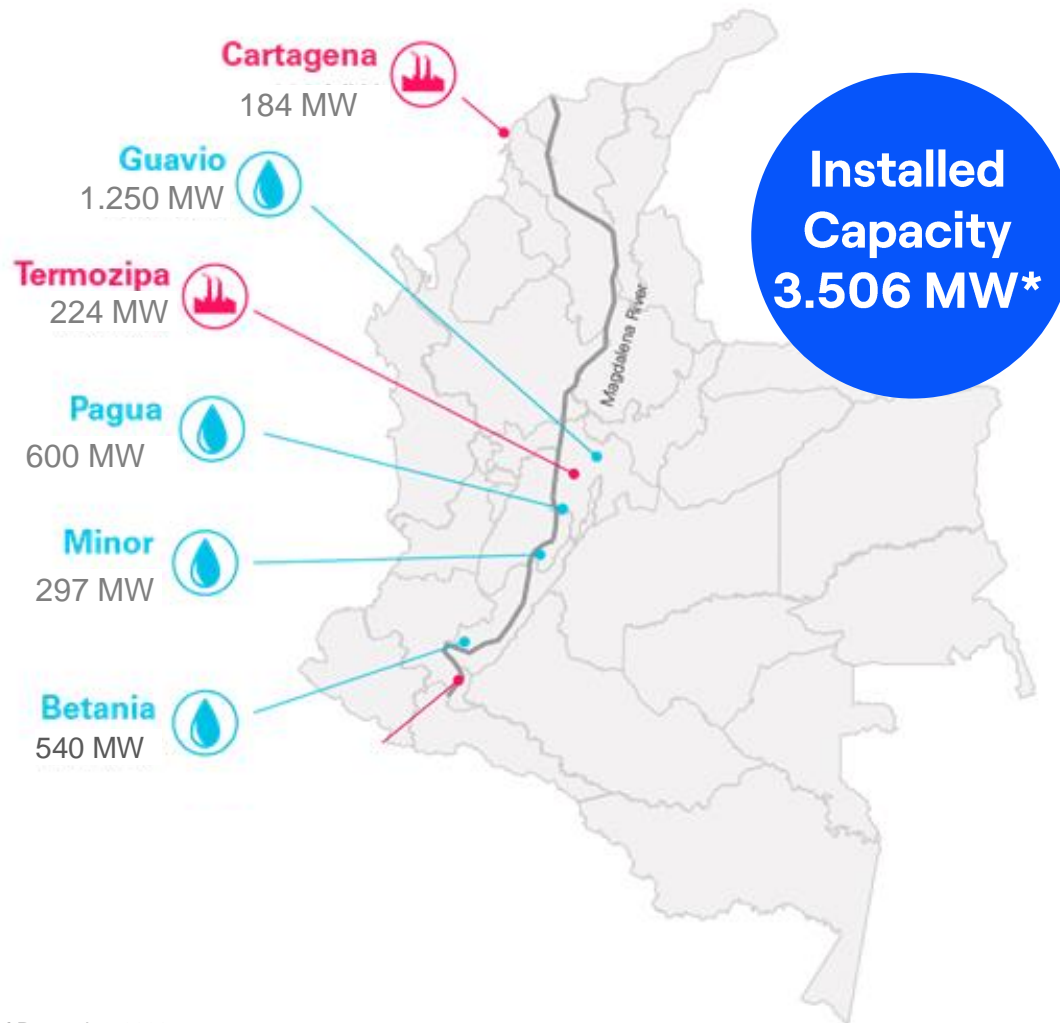 Cartagena
184 MW
Guavio
1.250 MW
Termozipa
224 MW
Pagua
600 MW
Minor
297 MW
Betania
540 MW
Magdalena River
Installed
Capacity
3.506 MW*